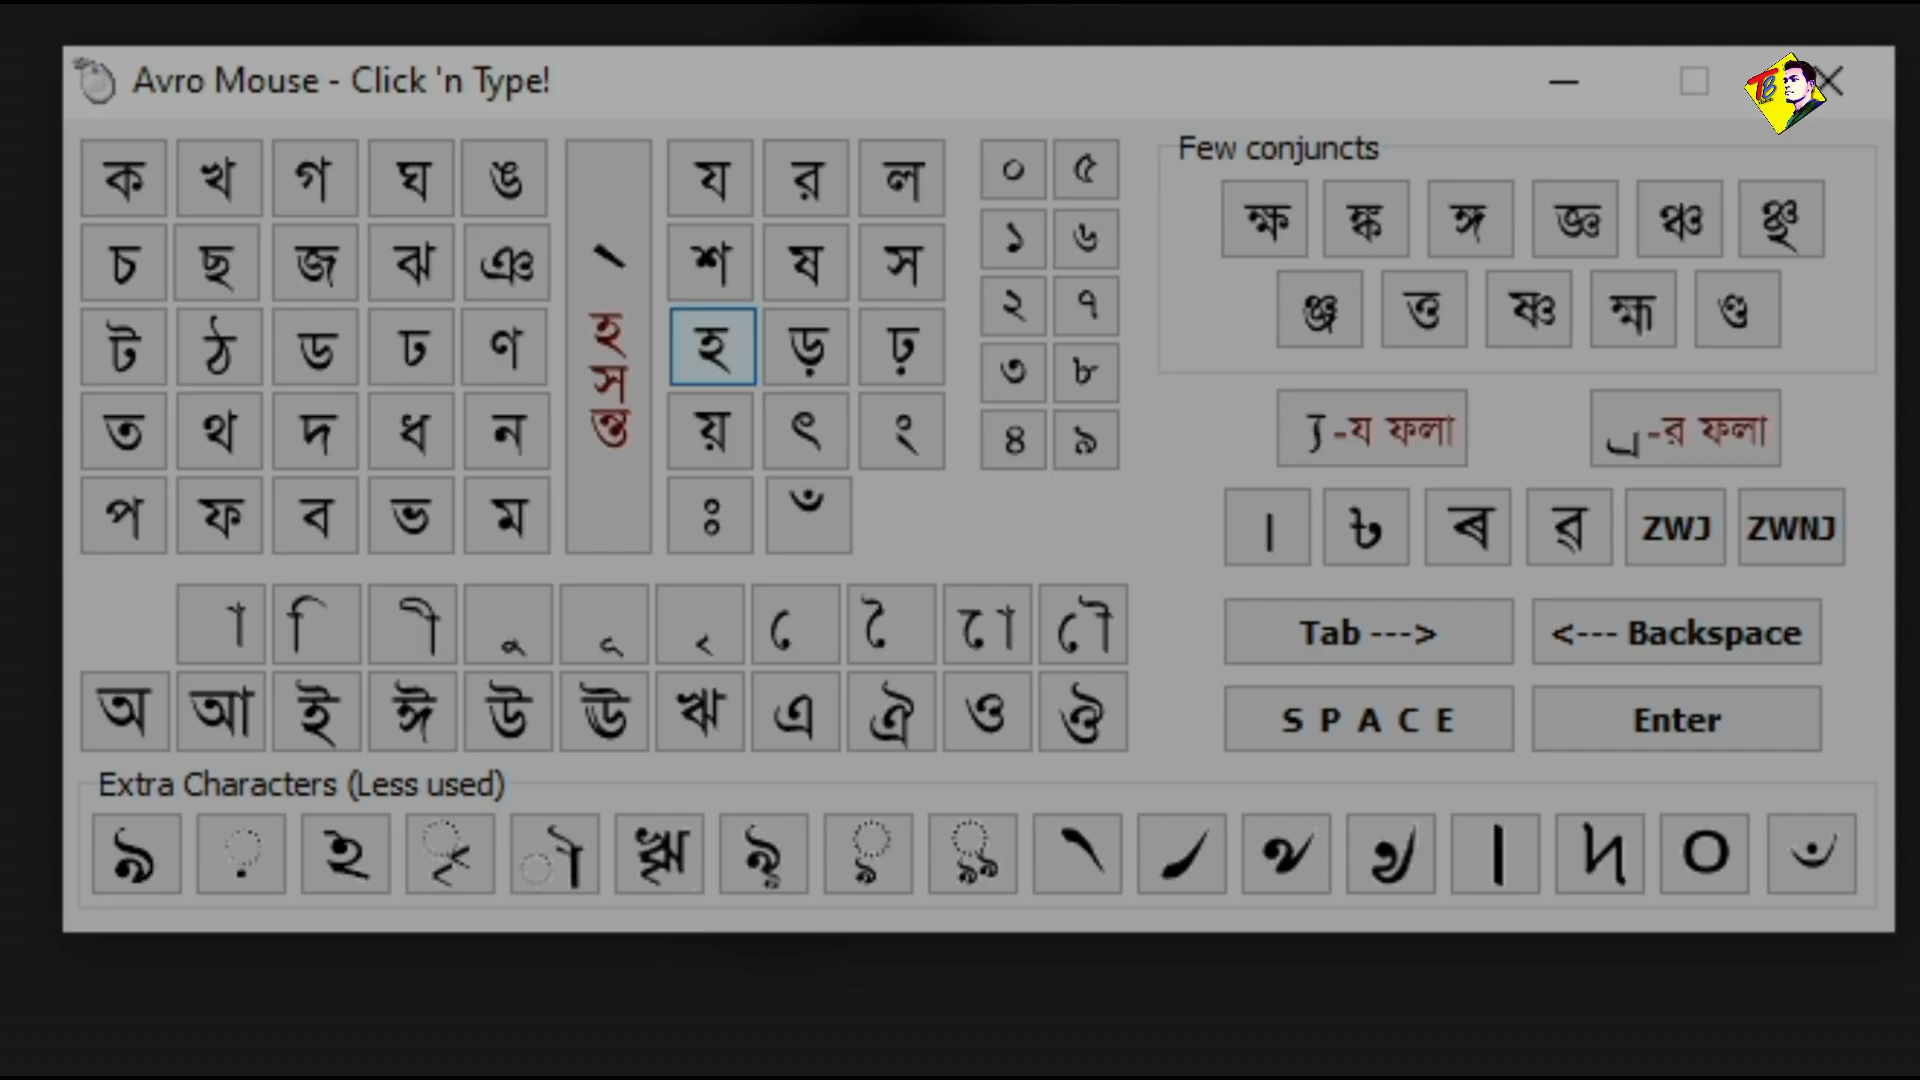 Avro Mouse - Click 'n Type!
TB
Few conjuncts
ক খ গ ঘ ঙ য র ল ০ ৫
ক্ষ ঙ্ক ঙ্গ জ্ঞ ঞ্চ ঞ্ছ
চ ছ জ ঝ ঞ শ ষ স ১ ৬
্ হসন্ত
ট ঠ ড ঢ ণ হ ড় ঢ় ২ ৭
ঞ্জ ত্ত ষ্ণ হ্ম ণ্ড
৩ ৮
ত থ দ ধ ন য় ৎ ং ৪ ৯
্য-য ফলা ্র-র ফলা
প ফ ব ভ ম ঃ ঁ
। ৳ ৰ ৱ ZWJ ZWNJ
া ি ী ু ূ ৃ ে ৈ ো ৌ
Tab ---> <--- Backspace
অ আ ই ঈ উ ঊ ঋ এ ঐ ও ঔ
S P A C E Enter
Extra Characters (Less used)
ঌ ় ঽ ৄ ৗ ৠ ৡ ৢ ৣ ৴ ৵ ৶ ৷ ৸ ৹